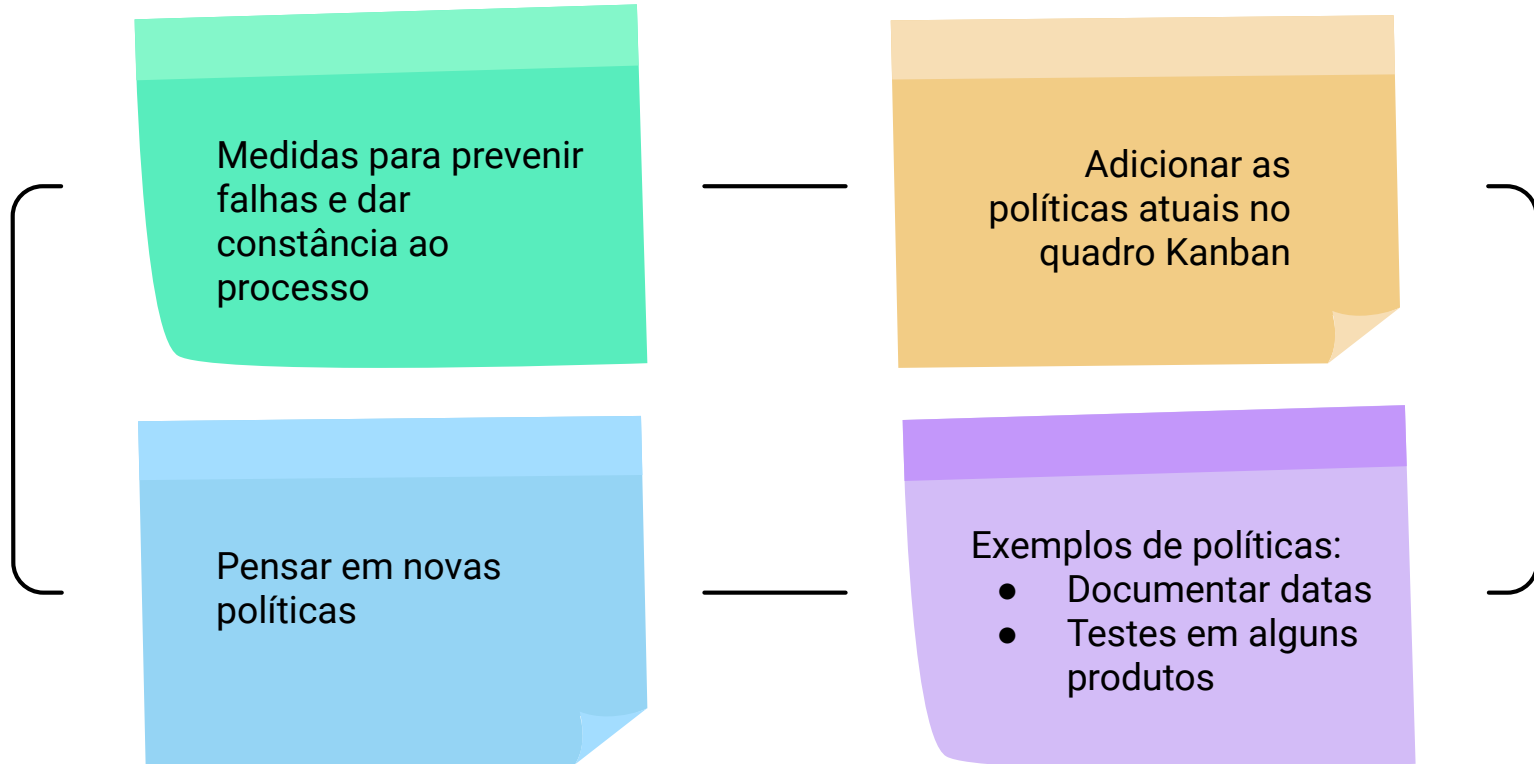 Medidas para prevenir
falhas e dar
constância ao
processo
Adicionar as
políticas atuais no
quadro Kanban
Pensar em novas
políticas
Exemplos de políticas:
● Documentar datas
● Testes em alguns
produtos